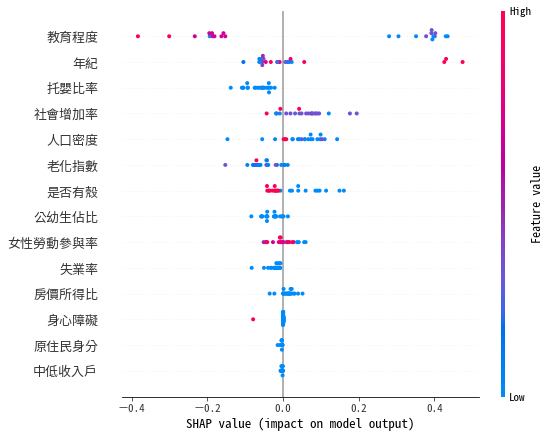 High
教育程度
年紀
托嬰比率
社會增加率
人口密度
老化指數
是否有殼
公幼生佔比
女性勞動參與率
失業率
房價所得比
身心障礙
原住民身分
中低收入戶
Feature value
Low
−0.4 −0.2 0.0 0.2 0.4
SHAP value (impact on model output)